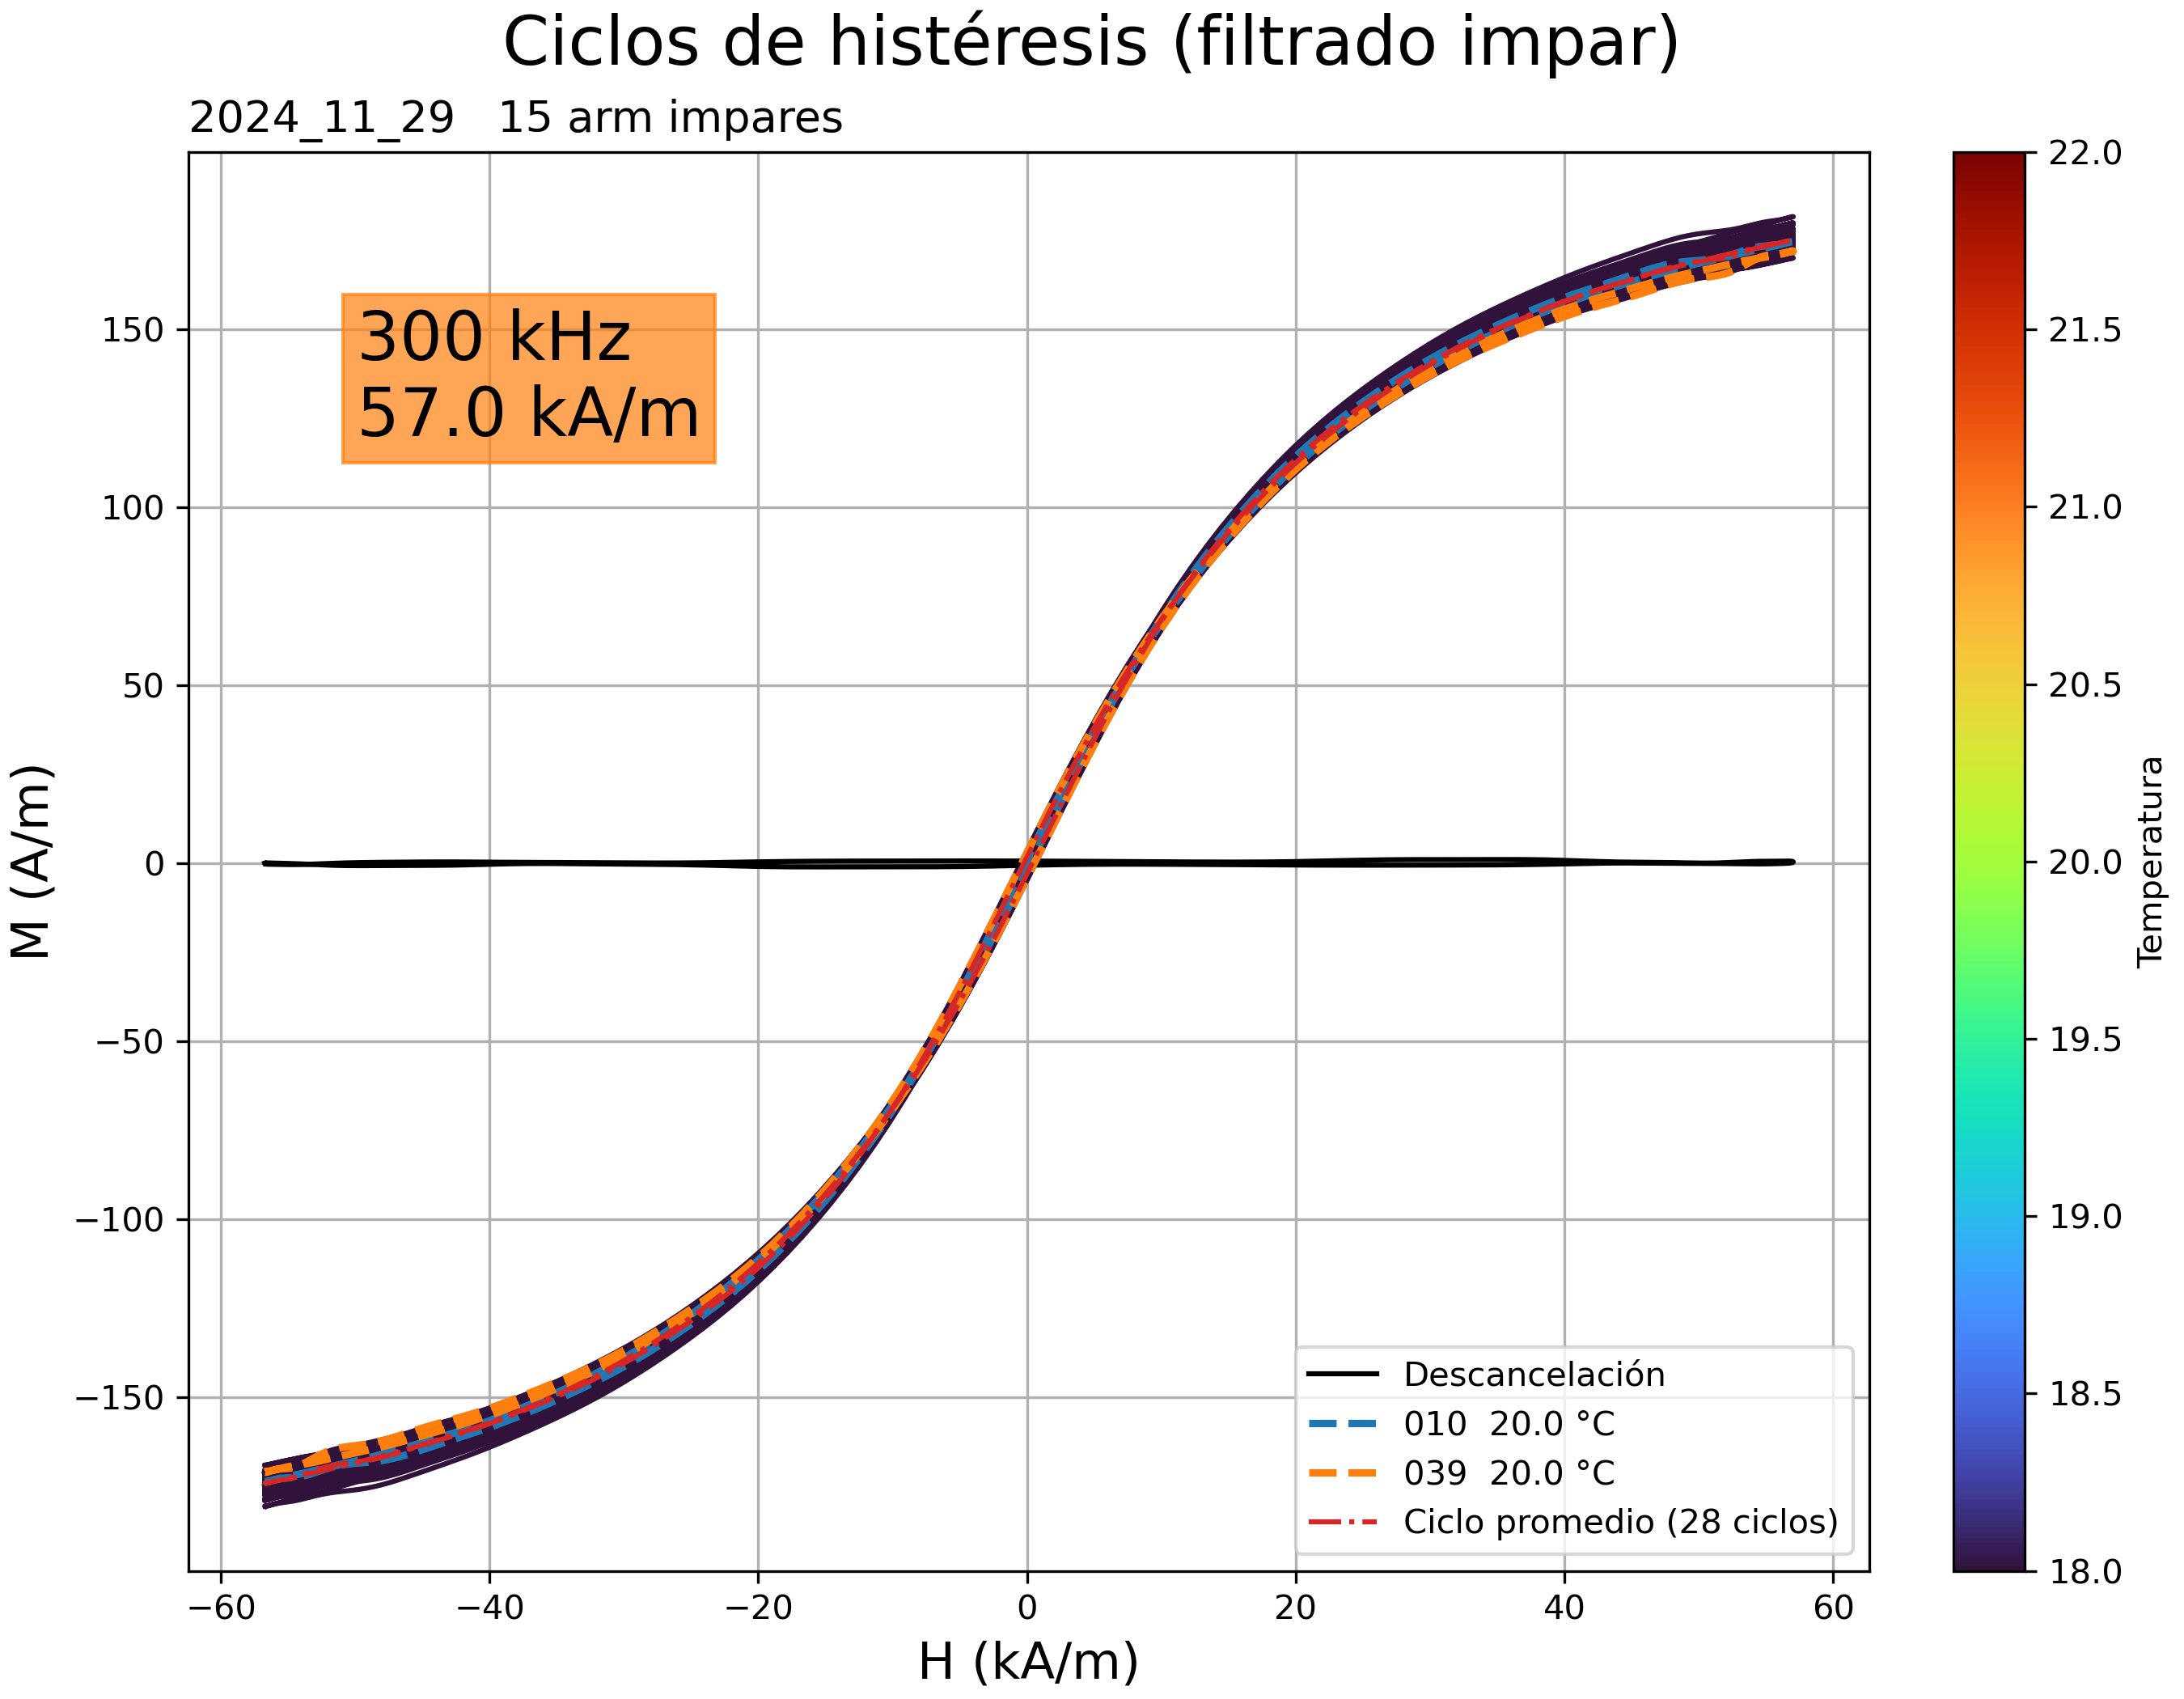 Ciclos de histéresis (filtrado impar)
2024_11_29   15 arm impares
300 kHz
57.0 kA/m
M (A/m)
150
100
50
0
−50
−100
−150
−60
−40
−20
0
20
40
60
H (kA/m)
Descancelación
010  20.0 °C
039  20.0 °C
Ciclo promedio (28 ciclos)
22.0
21.5
21.0
20.5
20.0
19.5
19.0
18.5
18.0
Temperatura